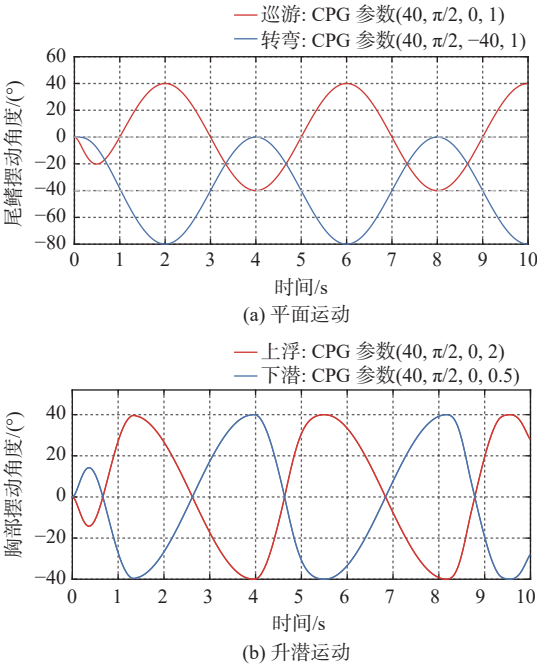 巡游: CPG 参数(40, π/2, 0, 1)
转弯: CPG 参数(40, π/2, −40, 1)
尾鳍摆动角度/(°)
60
40
20
0
−20
−40
−60
−80
0 1 2 3 4 5 6 7 8 9 10
时间/s
(a) 平面运动
上浮: CPG 参数(40, π/2, 0, 2)
下潜: CPG 参数(40, π/2, 0, 0.5)
胸部摆动角度/(°)
40
20
0
−20
−40
0 1 2 3 4 5 6 7 8 9 10
时间/s
(b) 升潜运动